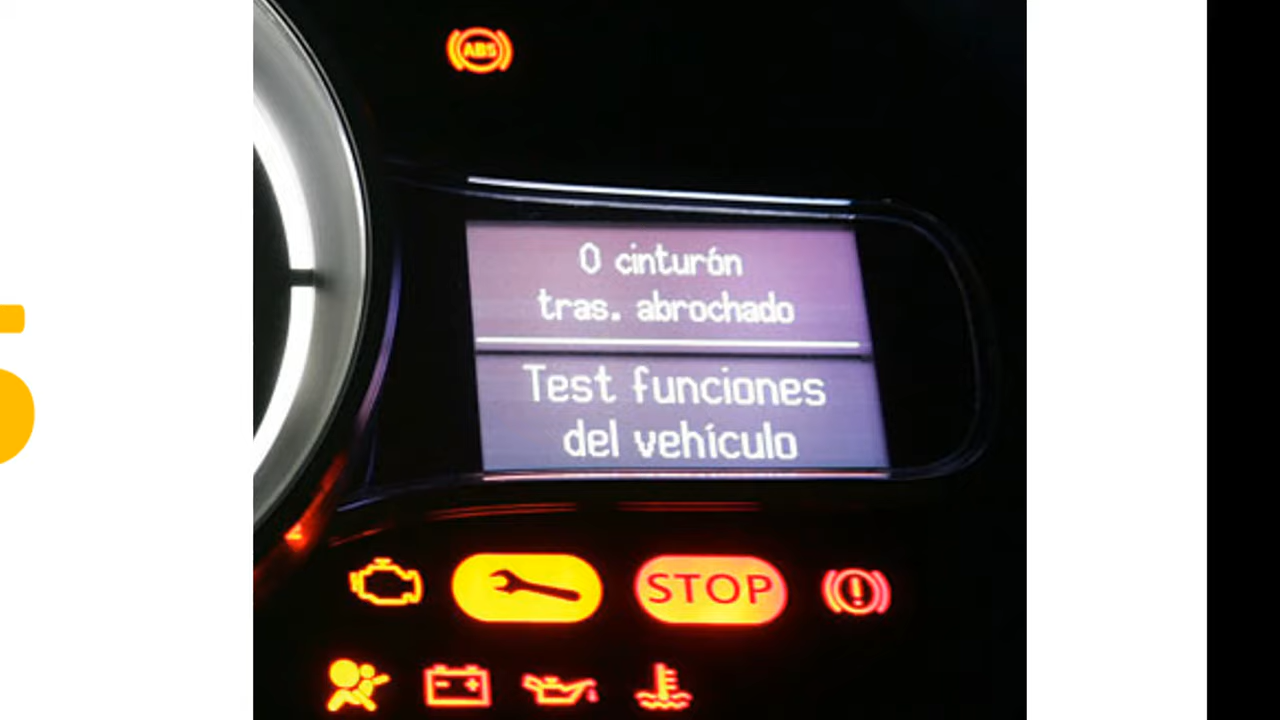 ABS
0 cinturón
tras. abrochado
Test funciones
del vehículo
STOP